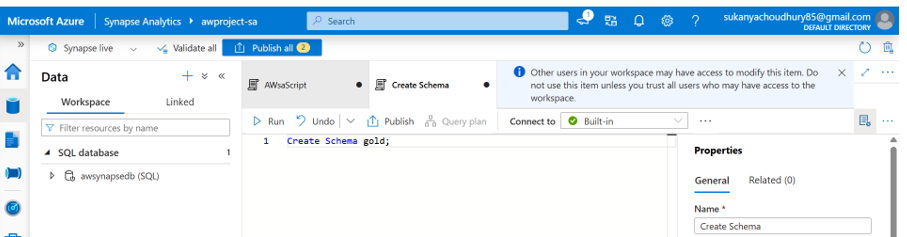 Microsoft Azure | Synapse Analytics > awproject-sa
Search
1
sukanyachoudhury85@gmail.com
DEFAULT DIRECTORY
»
Synapse live
Validate all
Publish all 2
Data
+
«
Workspace
Linked
Filter resources by name
SQL database 1
awsynapsedb (SQL)
AWsaScript
Create Schema
Other users in your workspace may have access to modify this item. Do
not use this item unless you trust all users who may have access to the
workspace.
Run
Undo
Publish
Query plan
Connect to
Built-in
...
1 Create Schema gold;
Properties
General
Related (0)
Name *
Create Schema